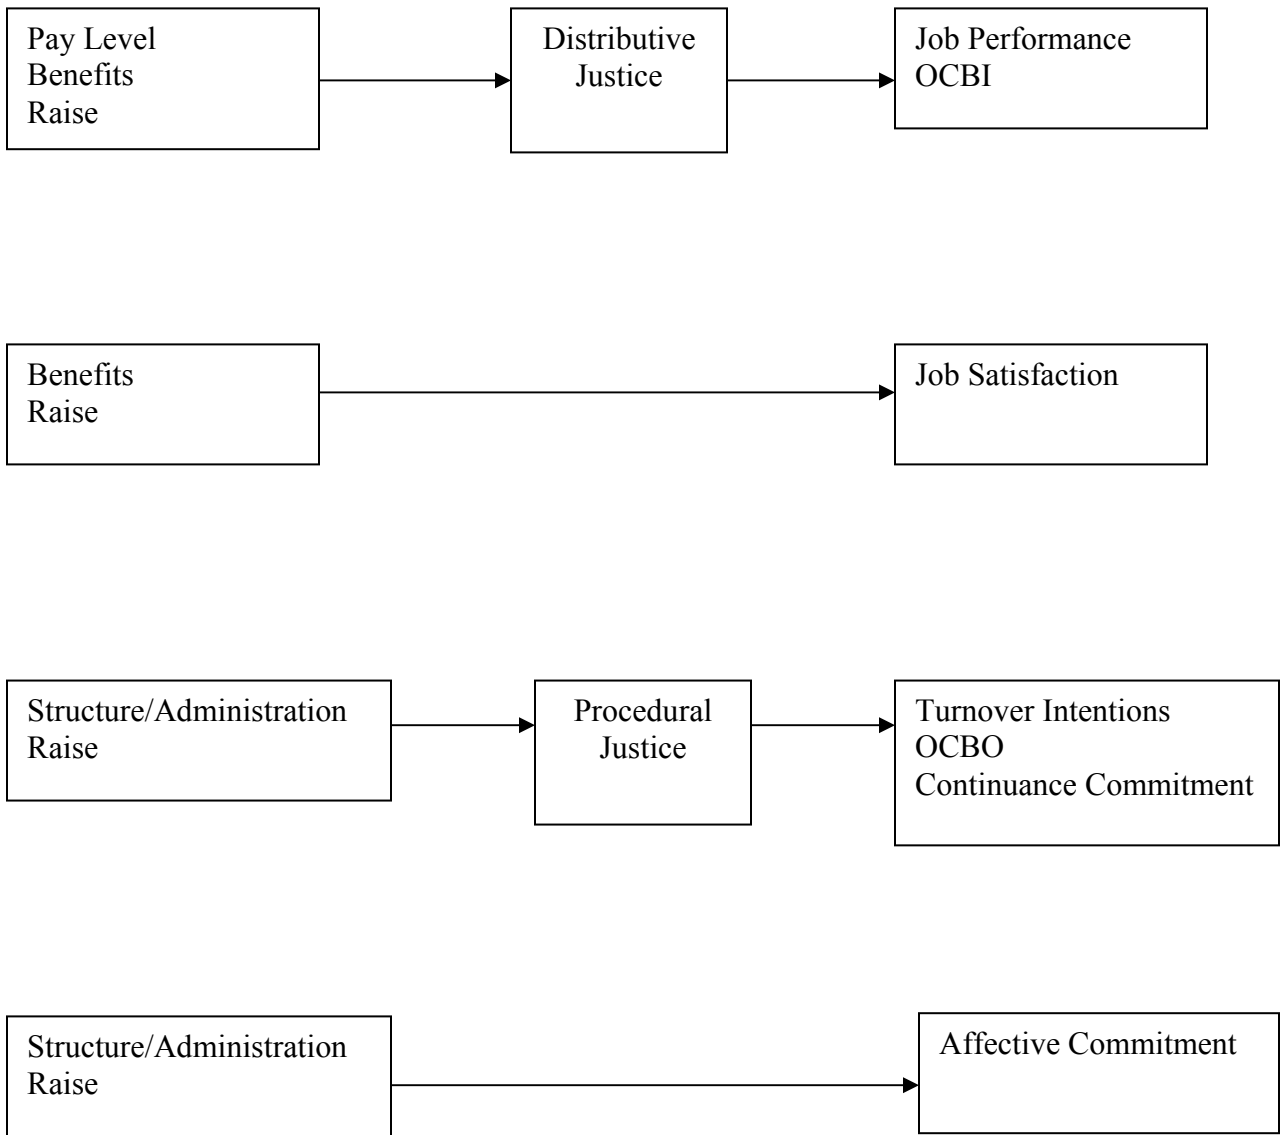 Pay Level
Benefits
Raise
Distributive
Justice
Job Performance
OCBI
Benefits
Raise
Job Satisfaction
Structure/Administration
Raise
Procedural
Justice
Turnover Intentions
OCBO
Continuance Commitment
Structure/Administration
Raise
Affective Commitment